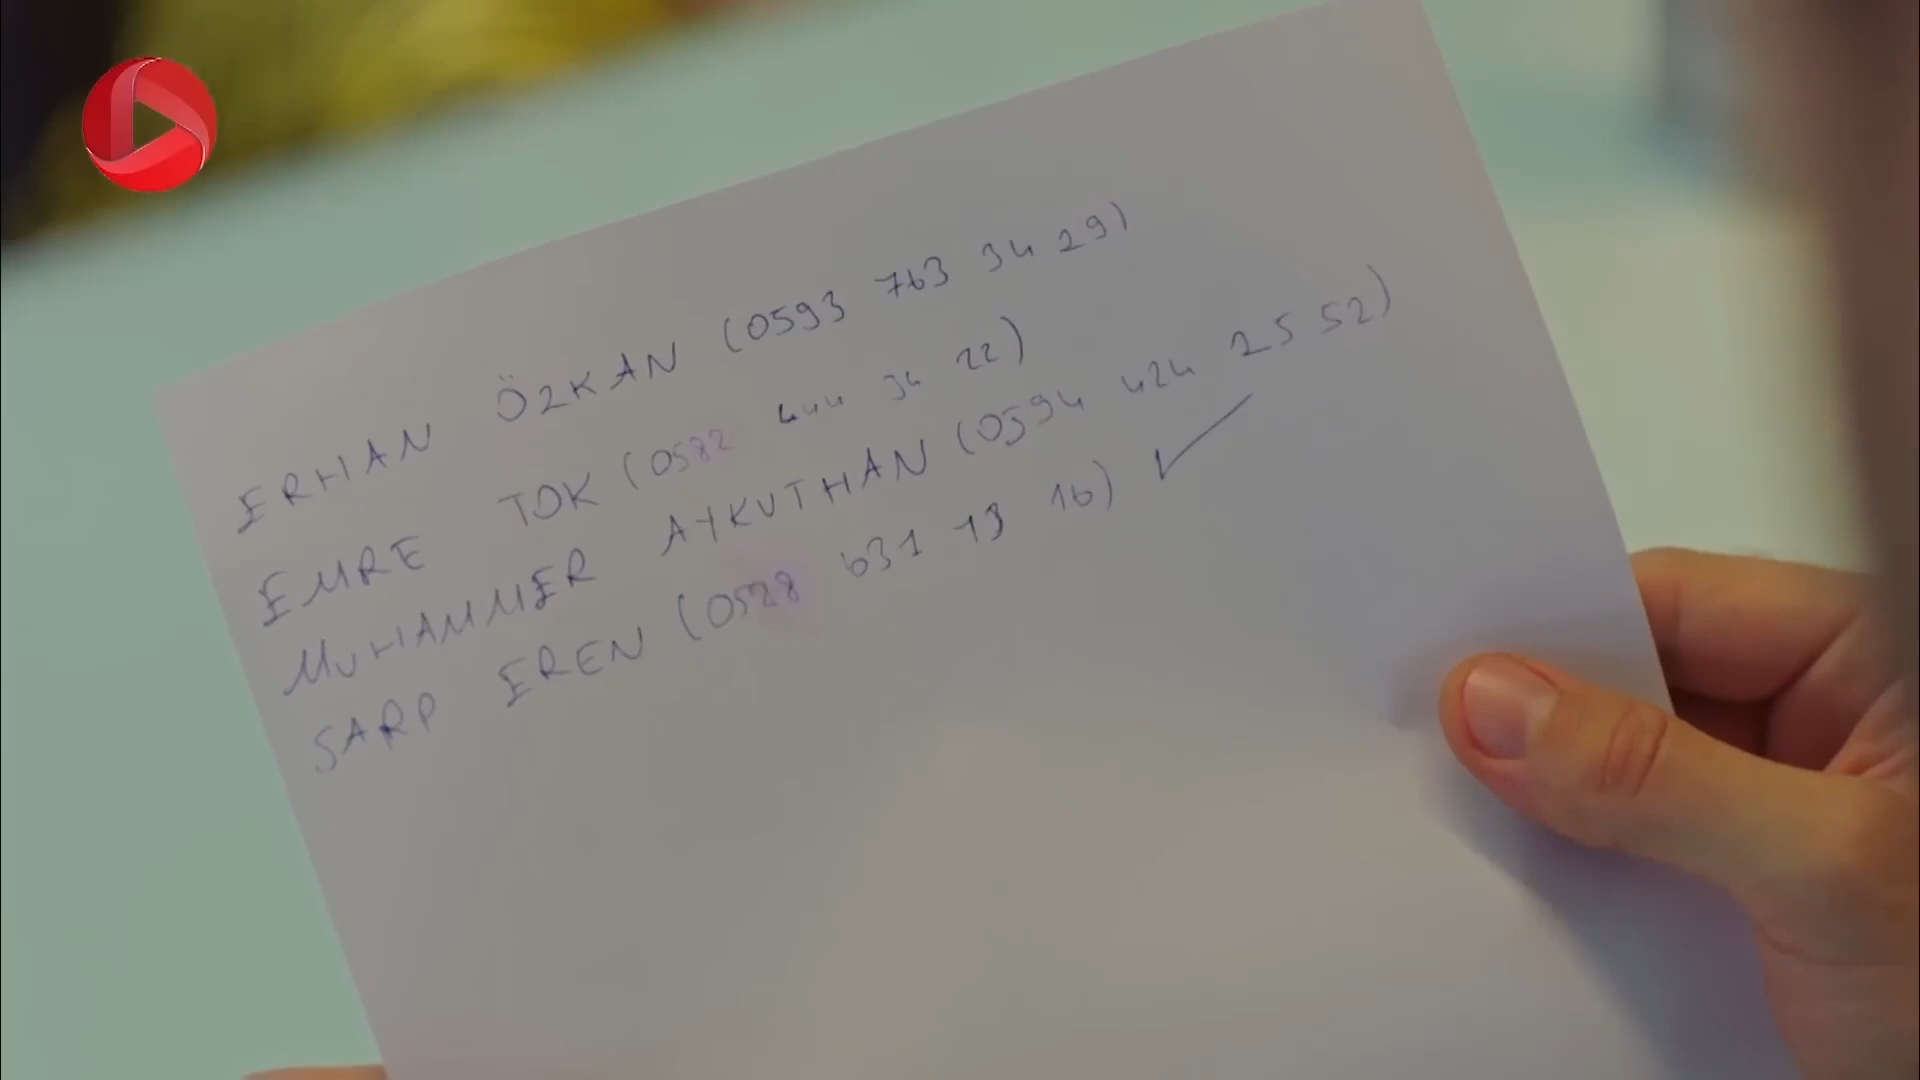 ERHAN ÖZKAN (0593 763 34 29)
EMRE TOK (0582 444 34 22)
MUHAMMER AYKUTHAN (0594 424 25 52)
SARP EREN (0528 631 13 16) ✓